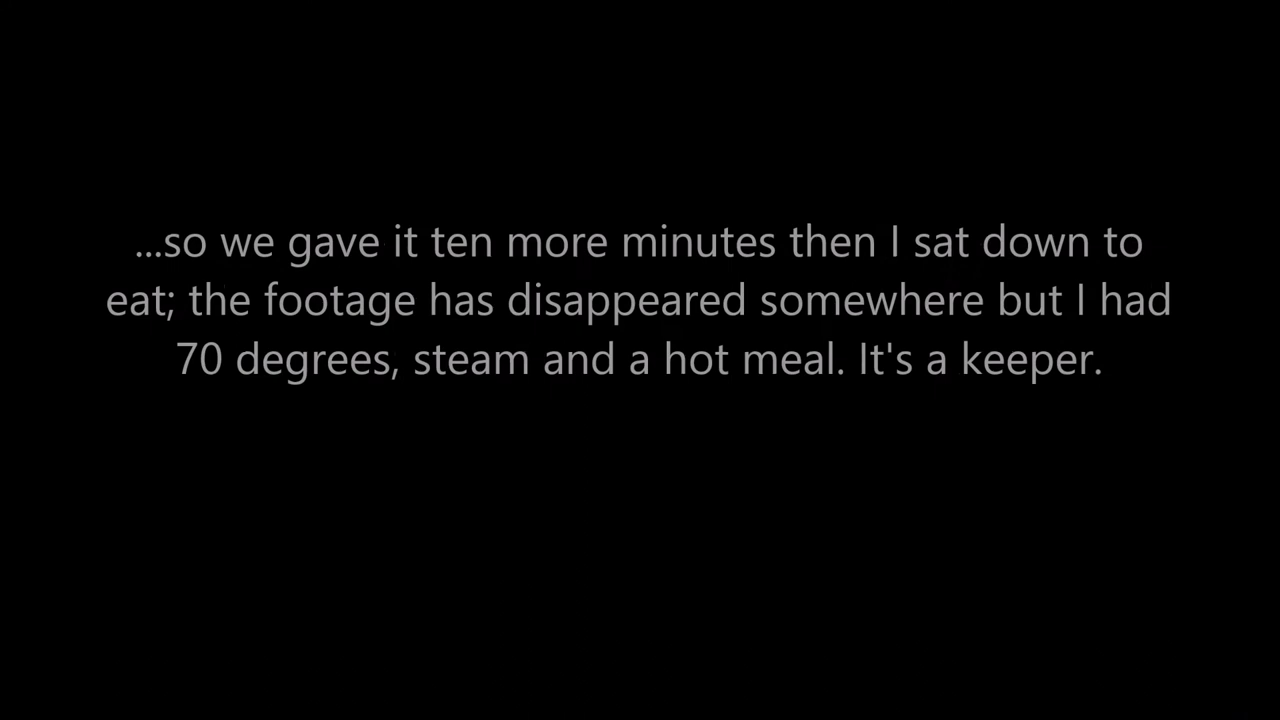 ...so we gave it ten more minutes then I sat down to
eat; the footage has disappeared somewhere but I had
70 degrees, steam and a hot meal. It's a keeper.